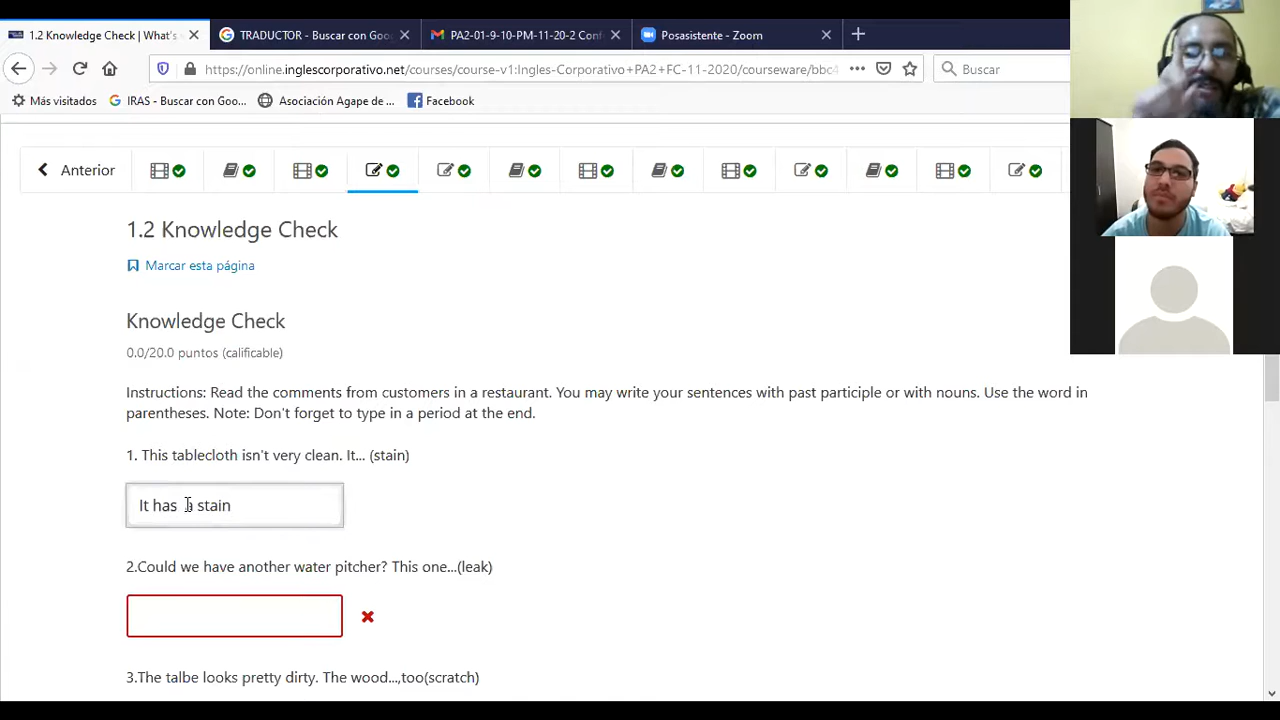 1.2 Knowledge Check | What's
TRADUCTOR - Buscar con Goo
PA2-01-9-10-PM-11-20-2 Conf
Posasistente - Zoom
https://online.inglescorporativo.net/courses/course-v1:Ingles-Corporativo+PA2+FC-11-2020/courseware/bbc4
Buscar
Más visitados
IRAS - Buscar con Goo...
Asociación Agape de ...
Facebook
Anterior
1.2 Knowledge Check
Marcar esta página
Knowledge Check
0.0/20.0 puntos (calificable)
Instructions: Read the comments from customers in a restaurant. You may write your sentences with past participle or with nouns. Use the word in
parentheses. Note: Don't forget to type in a period at the end.
1. This tablecloth isn't very clean. It... (stain)
It has a stain
2.Could we have another water pitcher? This one...(leak)
3.The talbe looks pretty dirty. The wood...,too(scratch)